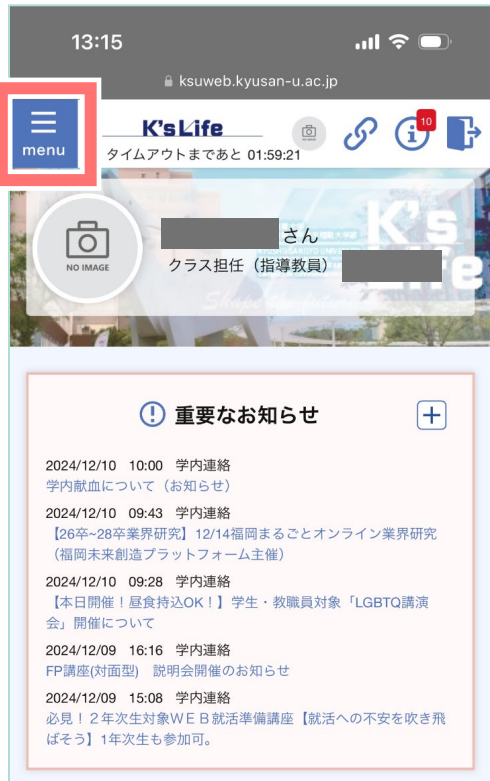 13:15
ksuweb.kyusan-u.ac.jp
menu
K's Life
10
タイムアウトまであと 01:59:21
K's
Life
さん
NO IMAGE
クラス担任（指導教員）
重要なお知らせ
2024/12/10 10:00 学内連絡
学内献血について（お知らせ）
2024/12/10 09:43 学内連絡
【26卒~28卒業界研究】12/14福岡まるごとオンライン業界研究
（福岡未来創造プラットフォーム主催）
2024/12/10 09:28 学内連絡
【本日開催！昼食持込OK！】学生・教職員対象「LGBTQ講演
会」開催について
2024/12/09 16:16 学内連絡
FP講座(対面型)　説明会開催のお知らせ
2024/12/09 15:08 学内連絡
必見！２年次生対象ＷＥＢ就活準備講座【就活への不安を吹き飛
ばそう】1年次生も参加可。